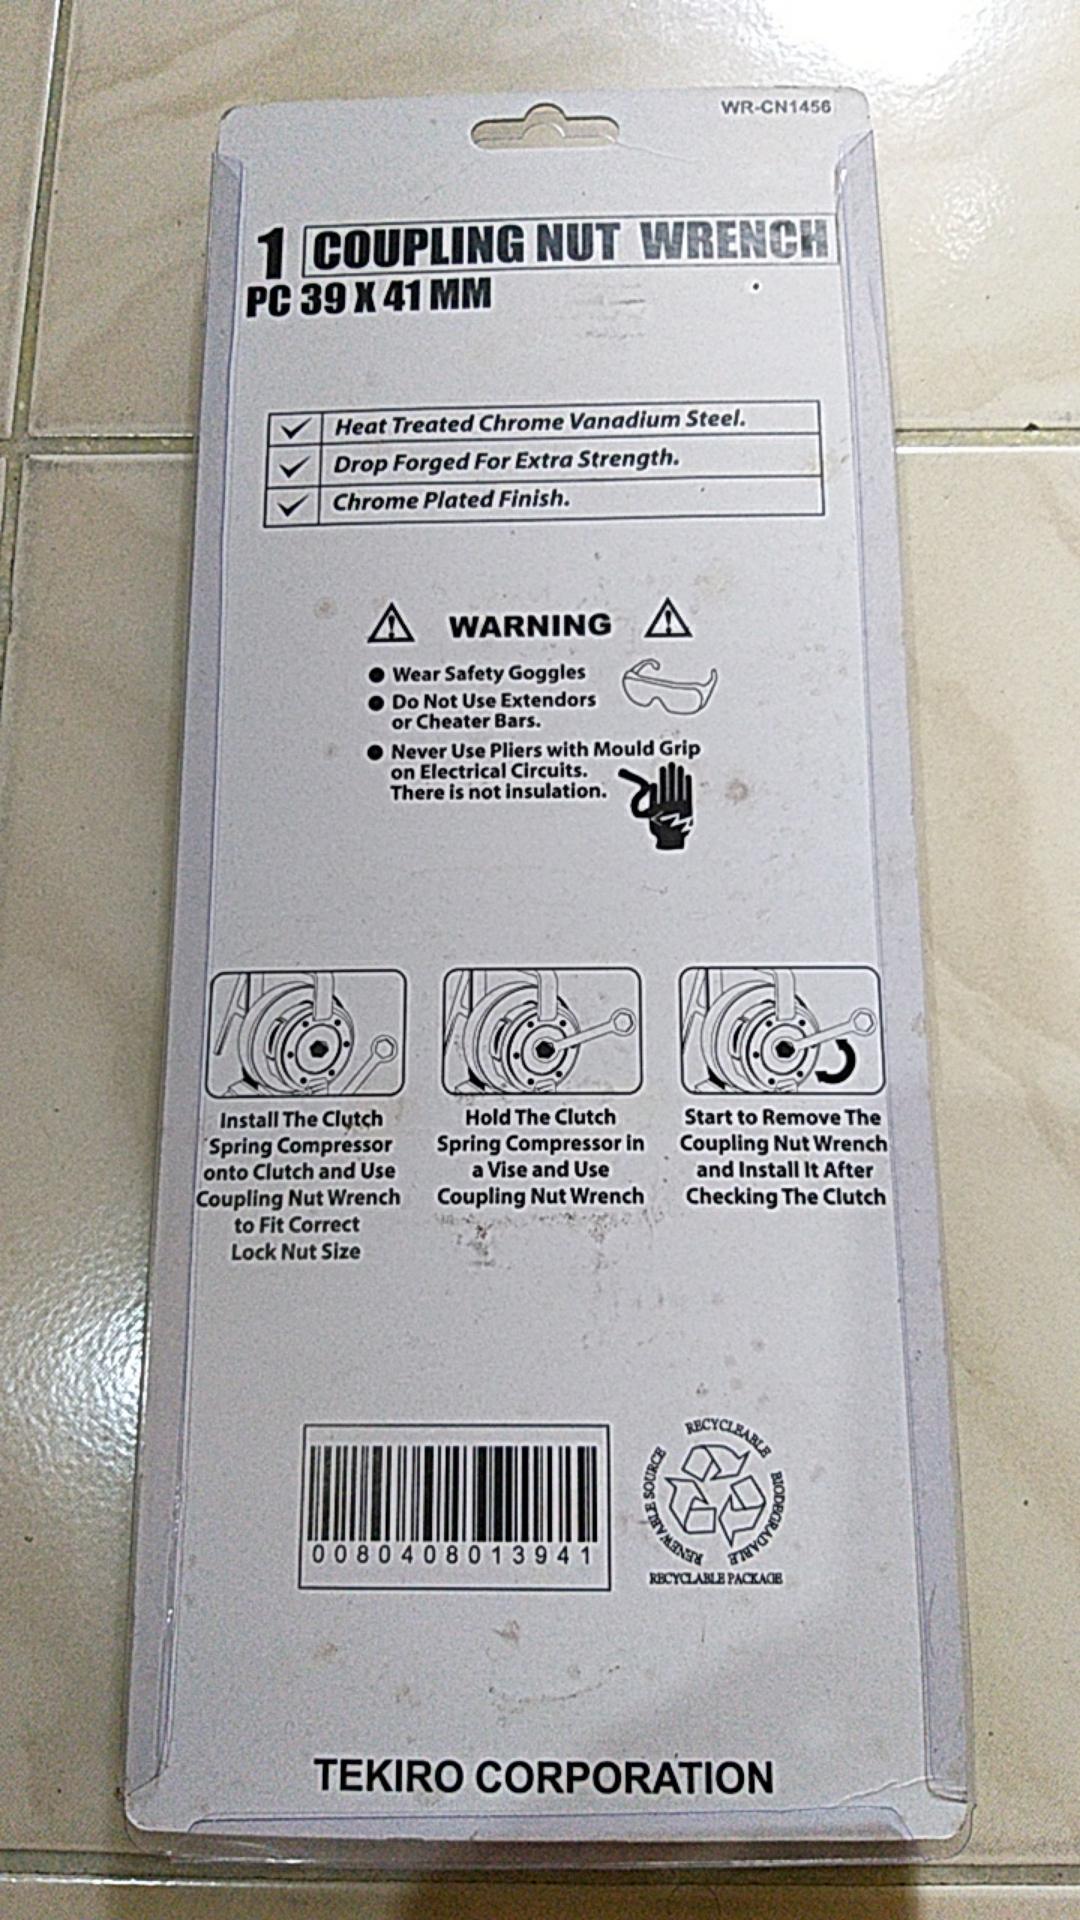 WR-CN1456
1 COUPLING NUT WRENCH
PC 39 X 41 MM
Heat Treated Chrome Vanadium Steel.
Drop Forged For Extra Strength.
Chrome Plated Finish.
WARNING
Wear Safety Goggles
Do Not Use Extendors
or Cheater Bars.
Never Use Pliers with Mould Grip
on Electrical Circuits.
There is not insulation.
Install The Clutch
Spring Compressor
onto Clutch and Use
Coupling Nut Wrench
to Fit Correct
Lock Nut Size
Hold The Clutch
Spring Compressor in
a Vise and Use
Coupling Nut Wrench
Start to Remove The
Coupling Nut Wrench
and Install It After
Checking The Clutch
0080408013941
RECYCLEABLE
BIODEGRADABLE
RENEWABLE SOURCE
RECYCLABLE PACKAGE
TEKIRO CORPORATION